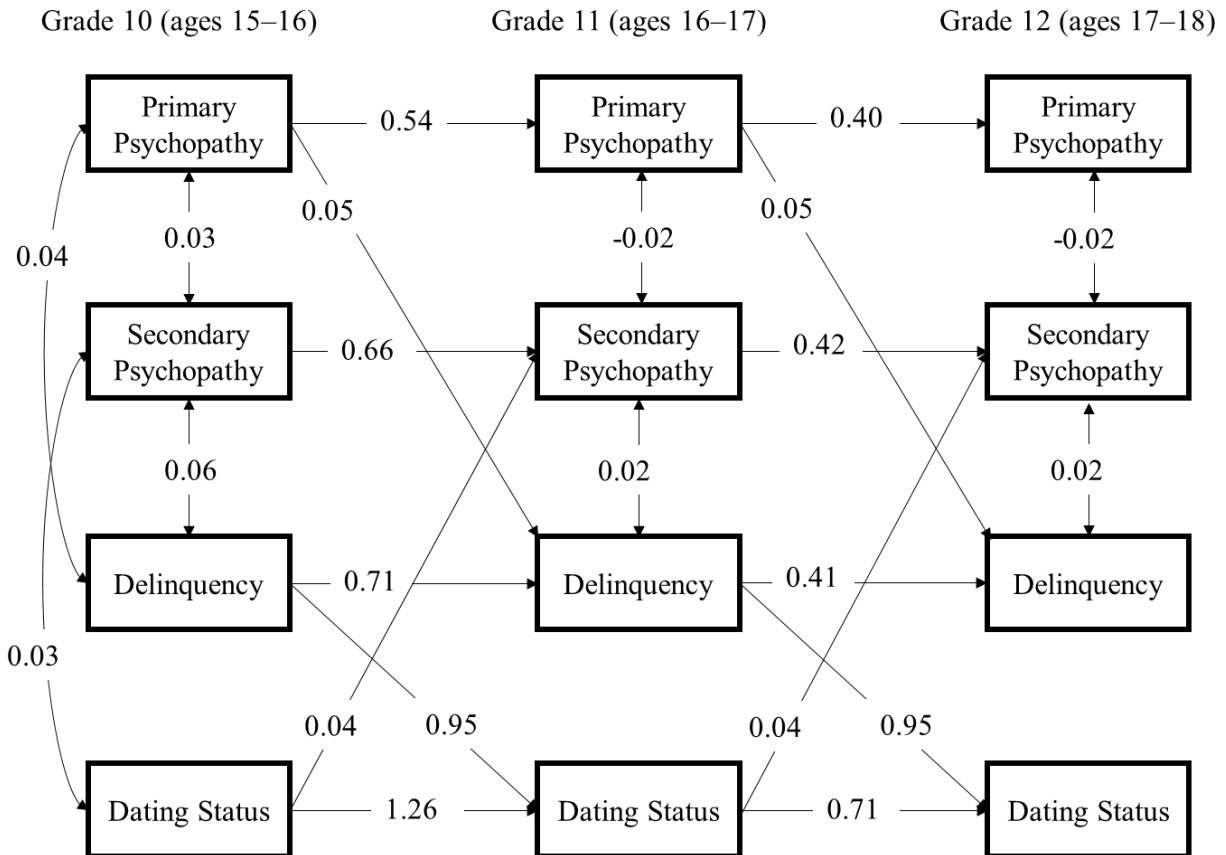 Grade 10 (ages 15–16)
Grade 11 (ages 16–17)
Grade 12 (ages 17–18)
Primary
Psychopathy
0.54
Primary
Psychopathy
0.40
Primary
Psychopathy
0.04
0.03
0.05
-0.02
0.05
-0.02
Secondary
Psychopathy
0.66
Secondary
Psychopathy
0.42
Secondary
Psychopathy
0.06
0.02
0.02
Delinquency
0.71
Delinquency
0.41
Delinquency
0.03
0.04
0.95
0.04
0.95
Dating Status
1.26
Dating Status
0.71
Dating Status